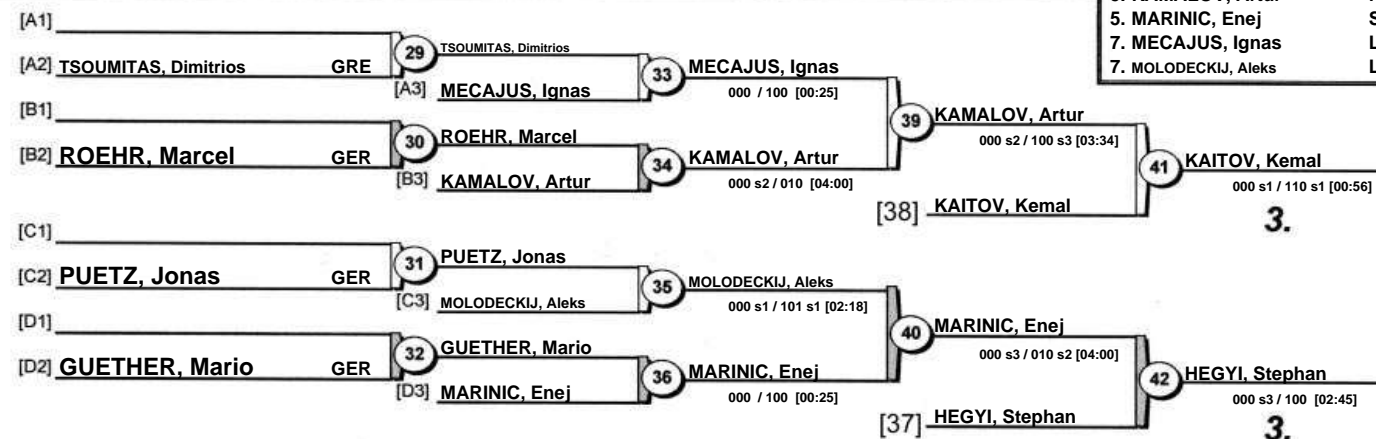 5. MARINIC, Enej S
7. MECAJUS, Ignas L
7. MOLODECKIJ, Aleks L
[A1]
[A2] TSOUMITAS, Dimitrios GRE
29
TSOUMITAS, Dimitrios
[A3] MECAJUS, Ignas
33
MECAJUS, Ignas
000 / 100 [00:25]
[B1]
[B2] ROEHR, Marcel GER
30
ROEHR, Marcel
[B3] KAMALOV, Artur
34
KAMALOV, Artur
000 s2 / 010 [04:00]
39
KAMALOV, Artur
000 s2 / 100 s3 [03:34]
[38] KAITOV, Kemal
41
KAITOV, Kemal
000 s1 / 110 s1 [00:56]
3.
[C1]
[C2] PUETZ, Jonas GER
31
PUETZ, Jonas
[C3] MOLODECKIJ, Aleks
35
MOLODECKIJ, Aleks
000 s1 / 101 s1 [02:18]
[D1]
[D2] GUETHER, Mario GER
32
GUETHER, Mario
[D3] MARINIC, Enej
36
MARINIC, Enej
000 / 100 [00:25]
40
MARINIC, Enej
000 s3 / 010 s2 [04:00]
[37] HEGYI, Stephan
42
HEGYI, Stephan
000 s3 / 100 [02:45]
3.